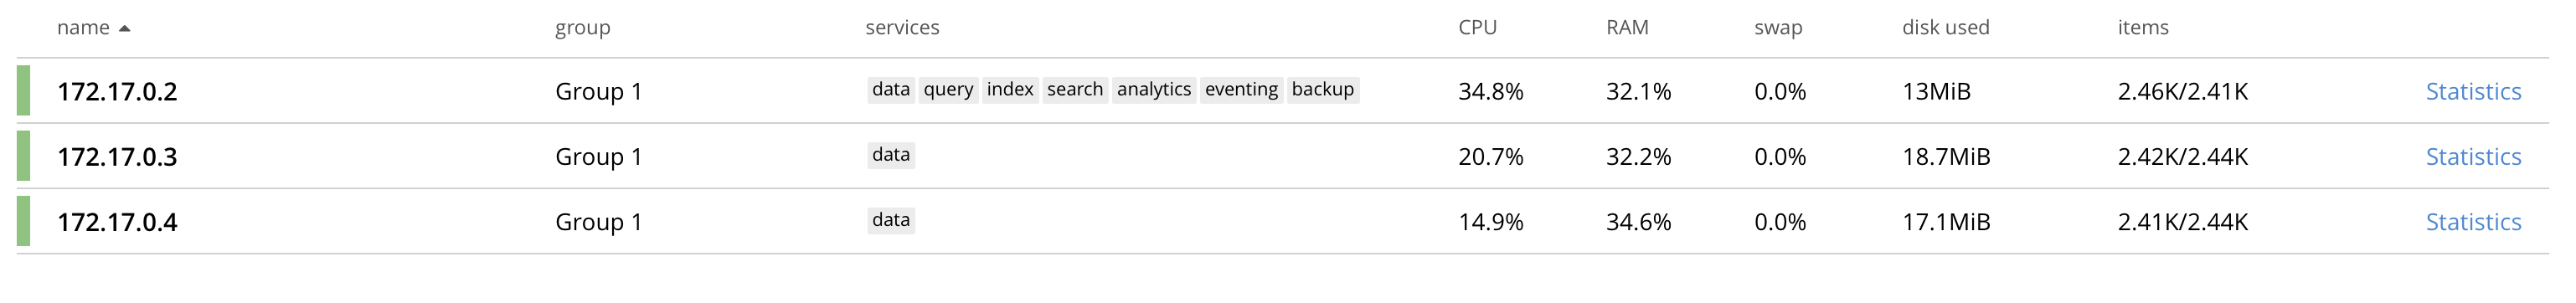 name group services CPU RAM swap disk used items
172.17.0.2 Group 1 data query index search analytics eventing backup 34.8% 32.1% 0.0% 13MiB 2.46K/2.41K Statistics
172.17.0.3 Group 1 data 20.7% 32.2% 0.0% 18.7MiB 2.42K/2.44K Statistics
172.17.0.4 Group 1 data 14.9% 34.6% 0.0% 17.1MiB 2.41K/2.44K Statistics